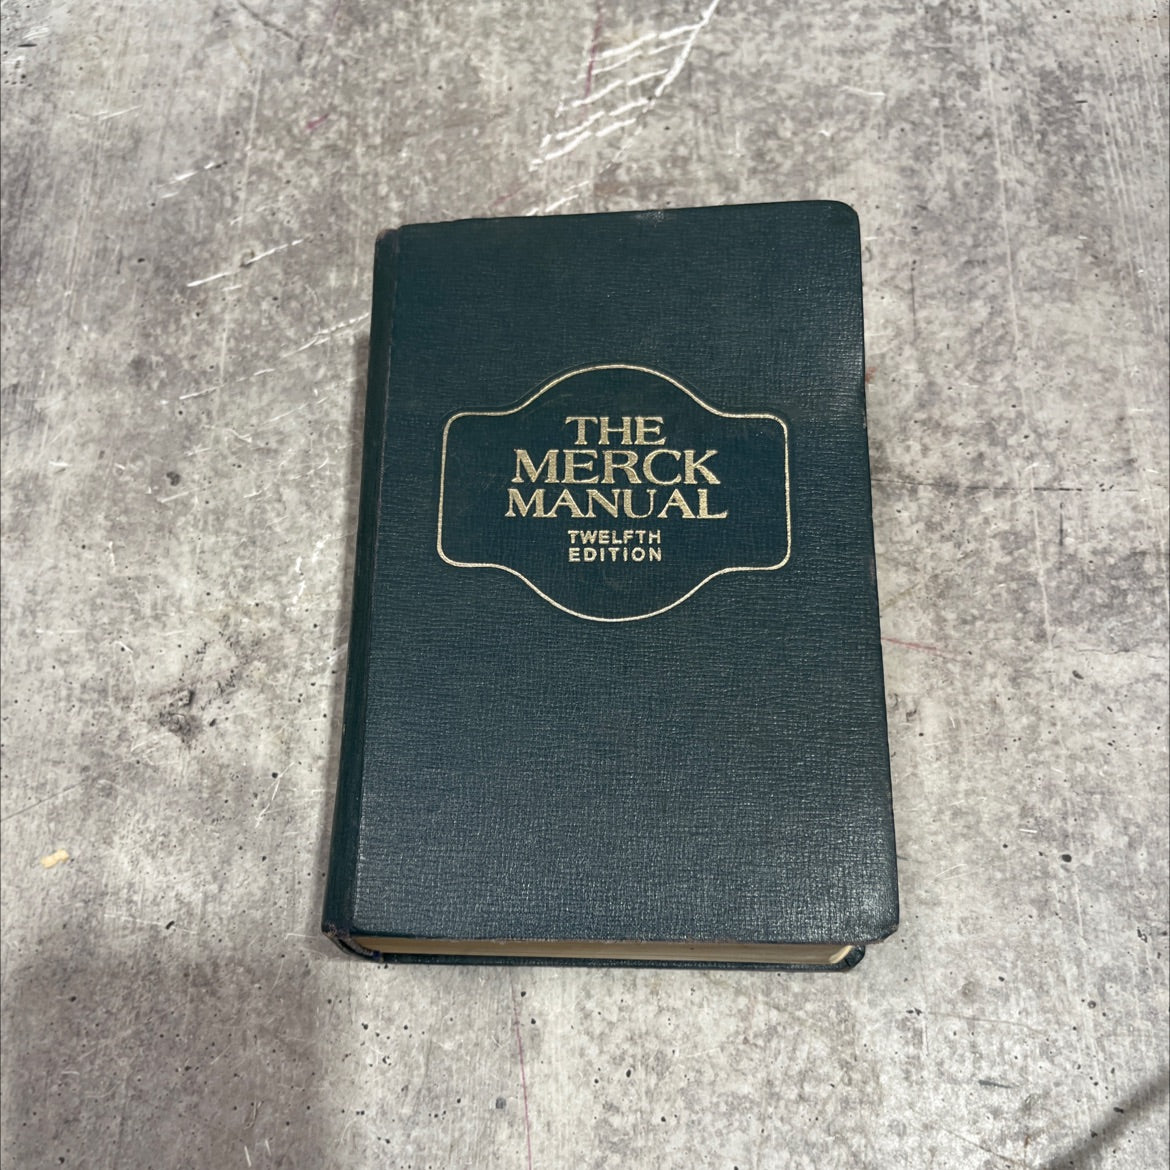 THE
MERCK
MANUAL
TWELFTH
EDITION